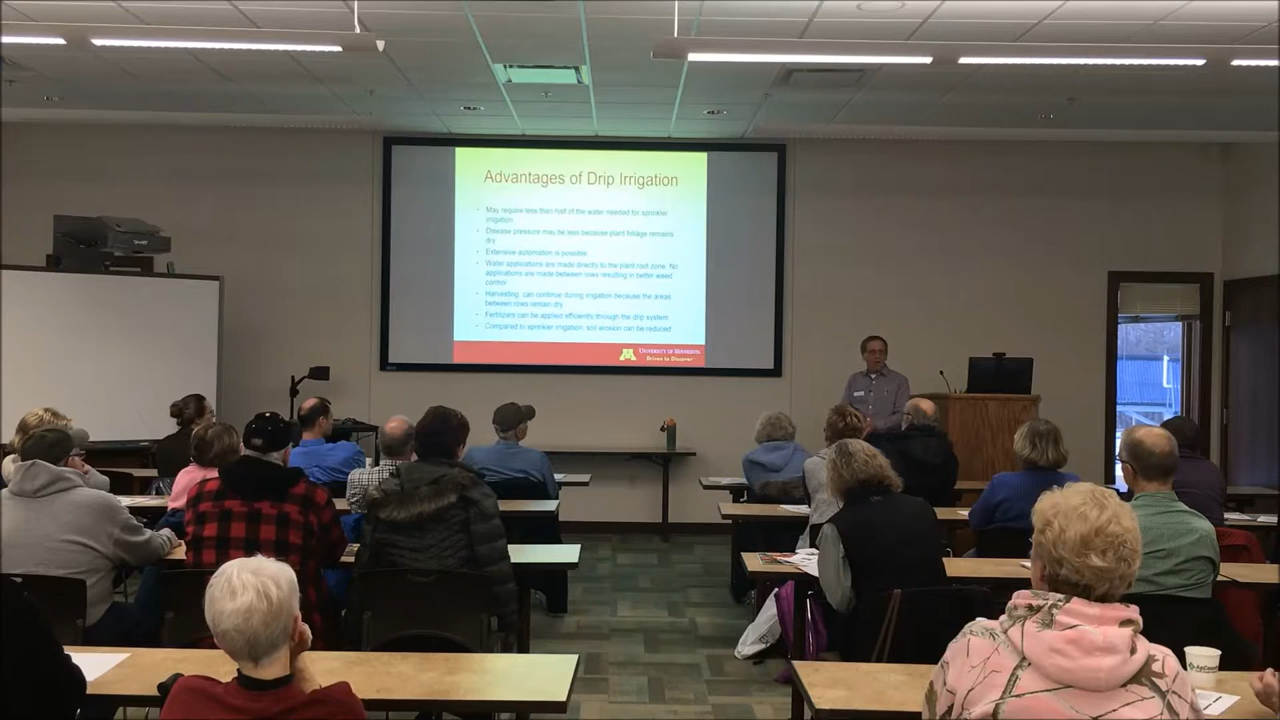 Advantages of Drip Irrigation
• May require less than half of the water needed for sprinkler
irrigation
• Disease pressure may be less because plant foliage remains
dry
• Extensive automation is possible
• Water applications are made directly to the plant root zone. No
applications are made between rows resulting in better weed
control
• Harvesting can continue during irrigation because the areas
between rows remain dry
• Fertilizers can be applied efficiently through the drip system
• Compared to sprinkler irrigation, soil erosion can be reduced
University of Minnesota
Driven to Discover
AgCountry